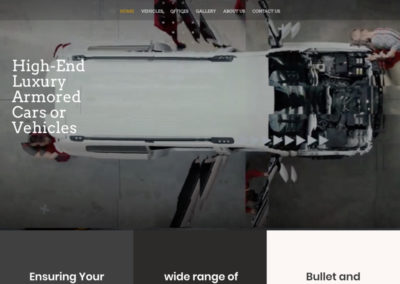 HOME VEHICLES OFFICES GALLERY ABOUT US CONTACT US
High-End
Luxury
Armored
Cars or
Vehicles
Ensuring Your
wide range of
Bullet and